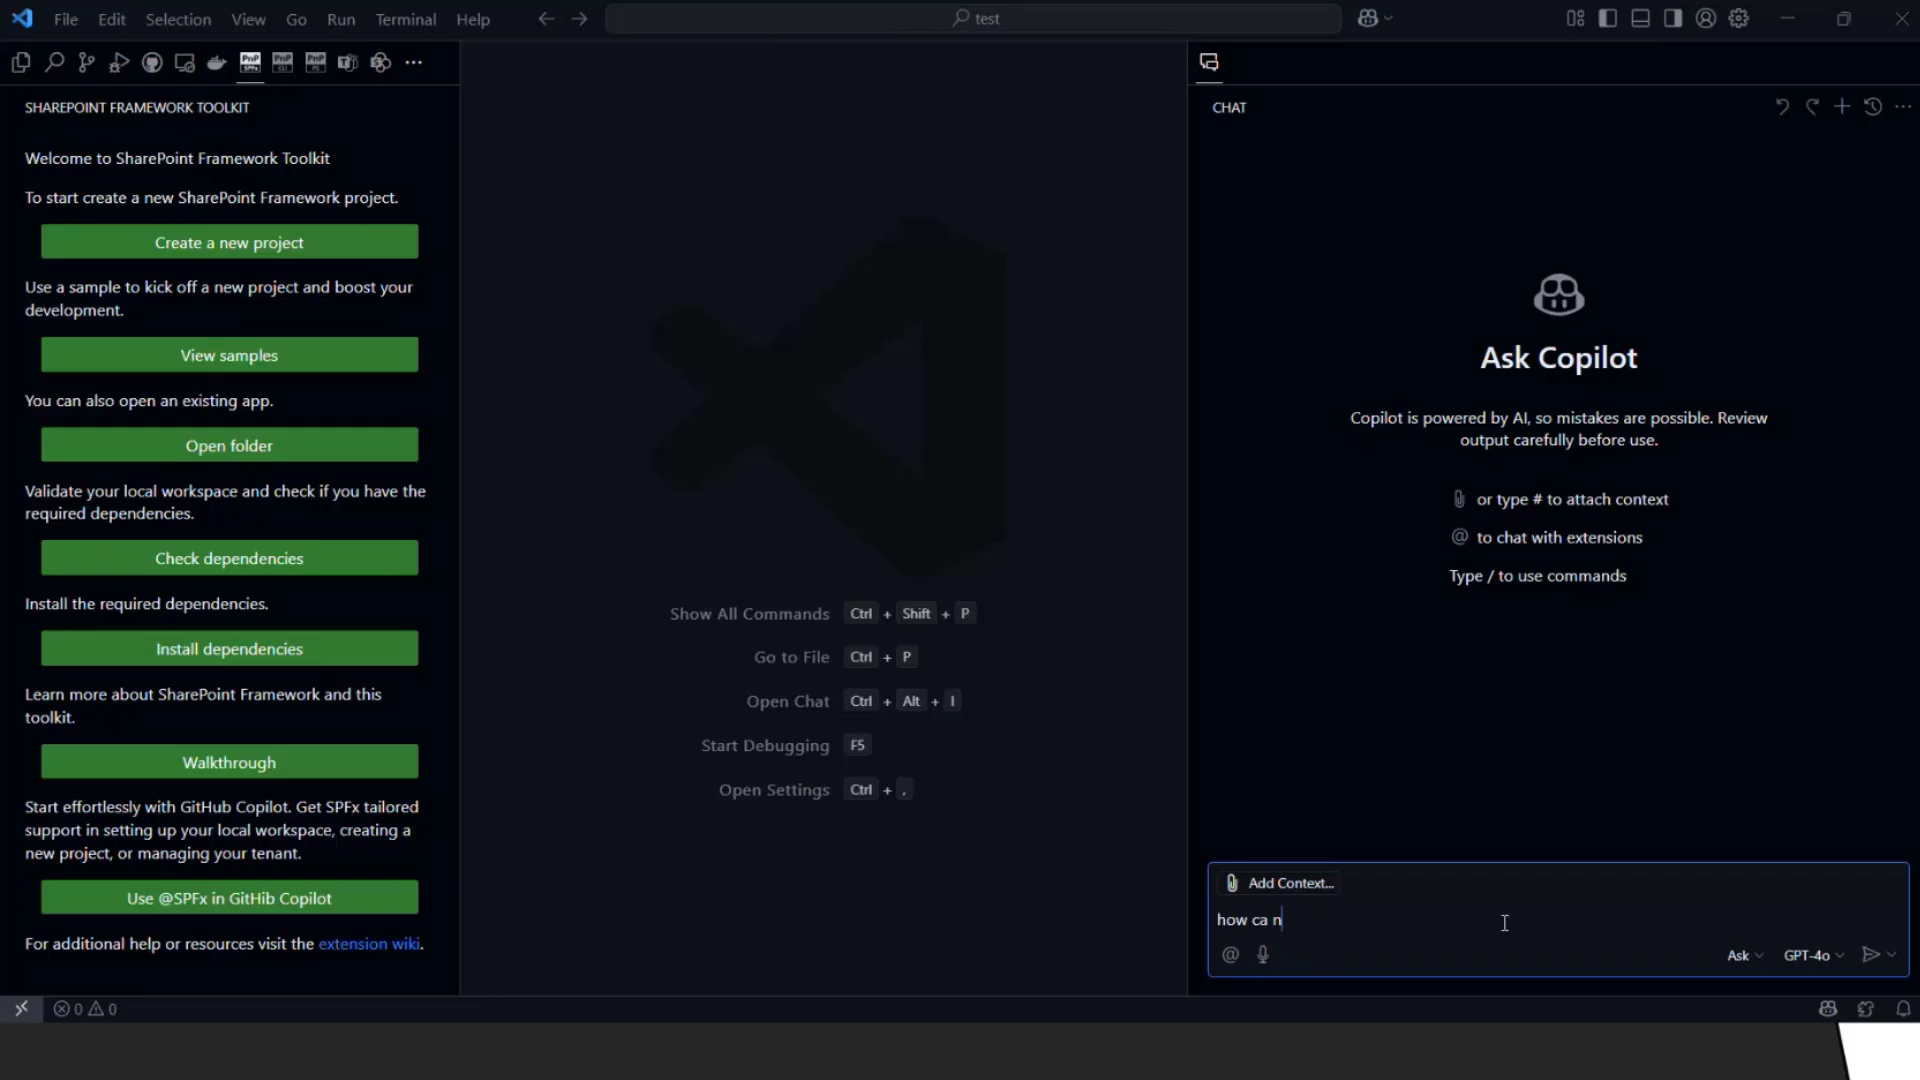 File Edit Selection View Go Run Terminal Help
test
SHAREPOINT FRAMEWORK TOOLKIT
Welcome to SharePoint Framework Toolkit
To start create a new SharePoint Framework project.
Create a new project
Use a sample to kick off a new project and boost your
development.
View samples
You can also open an existing app.
Open folder
Validate your local workspace and check if you have the
required dependencies.
Check dependencies
Install the required dependencies.
Install dependencies
Learn more about SharePoint Framework and this
toolkit.
Walkthrough
Start effortlessly with GitHub Copilot. Get SPFx tailored
support in setting up your local workspace, creating a
new project, or managing your tenant.
Use @SPFx in GitHib Copilot
For additional help or resources visit the extension wiki.
Show All Commands Ctrl + Shift + P
Go to File Ctrl + P
Open Chat Ctrl + Alt + I
Start Debugging F5
Open Settings Ctrl + ,
CHAT
Ask Copilot
Copilot is powered by AI, so mistakes are possible. Review
output carefully before use.
or type # to attach context
@ to chat with extensions
Type / to use commands
Add Context...
how ca n
@ Ask GPT-4o
0 0